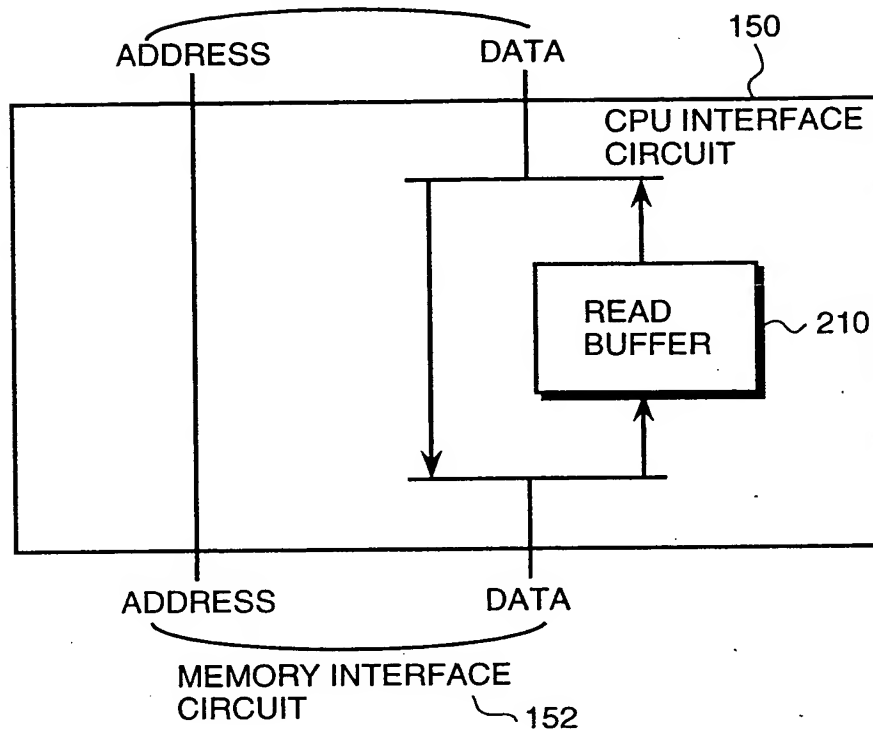 150
ADDRESS DATA
CPU INTERFACE
CIRCUIT
READ
BUFFER
210
ADDRESS DATA
MEMORY INTERFACE
CIRCUIT
152